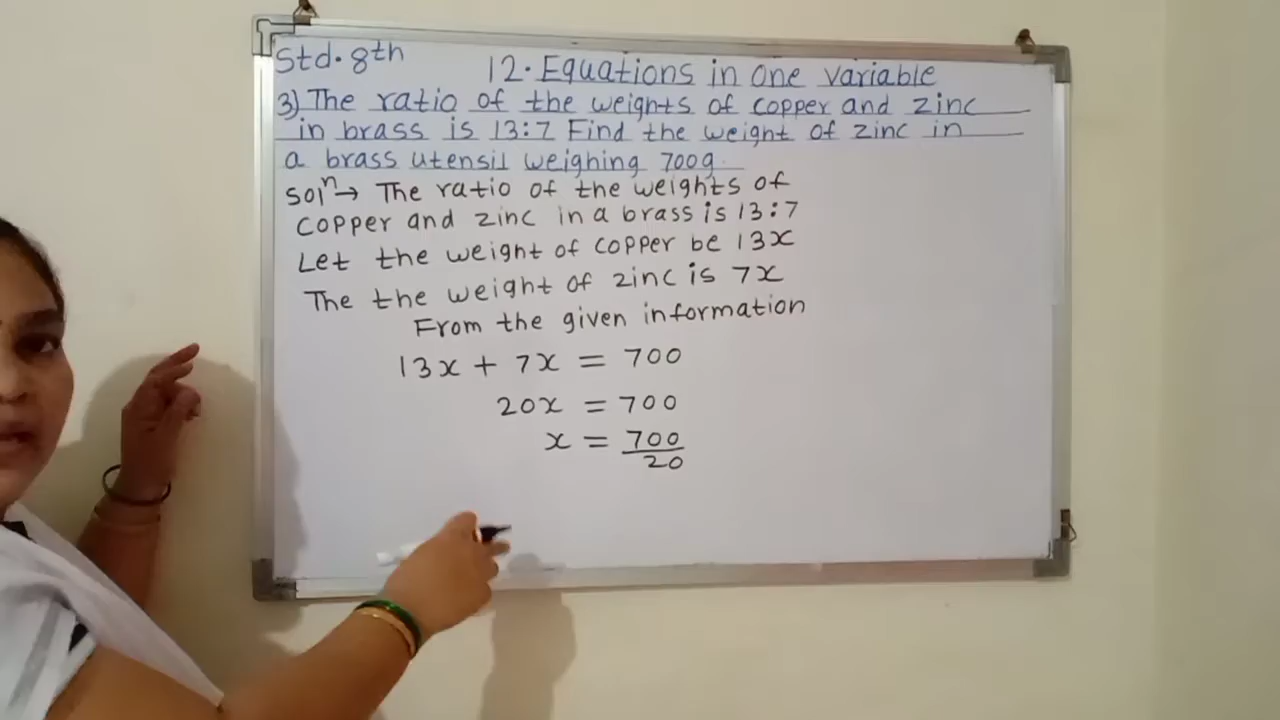 Std. 8th
12. Equations in one variable
3) The ratio of the weights of copper and zinc
in brass is 13:7 Find the weight of zinc in
a brass utensil weighing 700g.
Solⁿ→ The ratio of the weights of
copper and zinc in a brass is 13:7
Let the weight of copper be 13x
The the weight of zinc is 7x
From the given information
13x + 7x = 700
20x = 700
x = 700
20